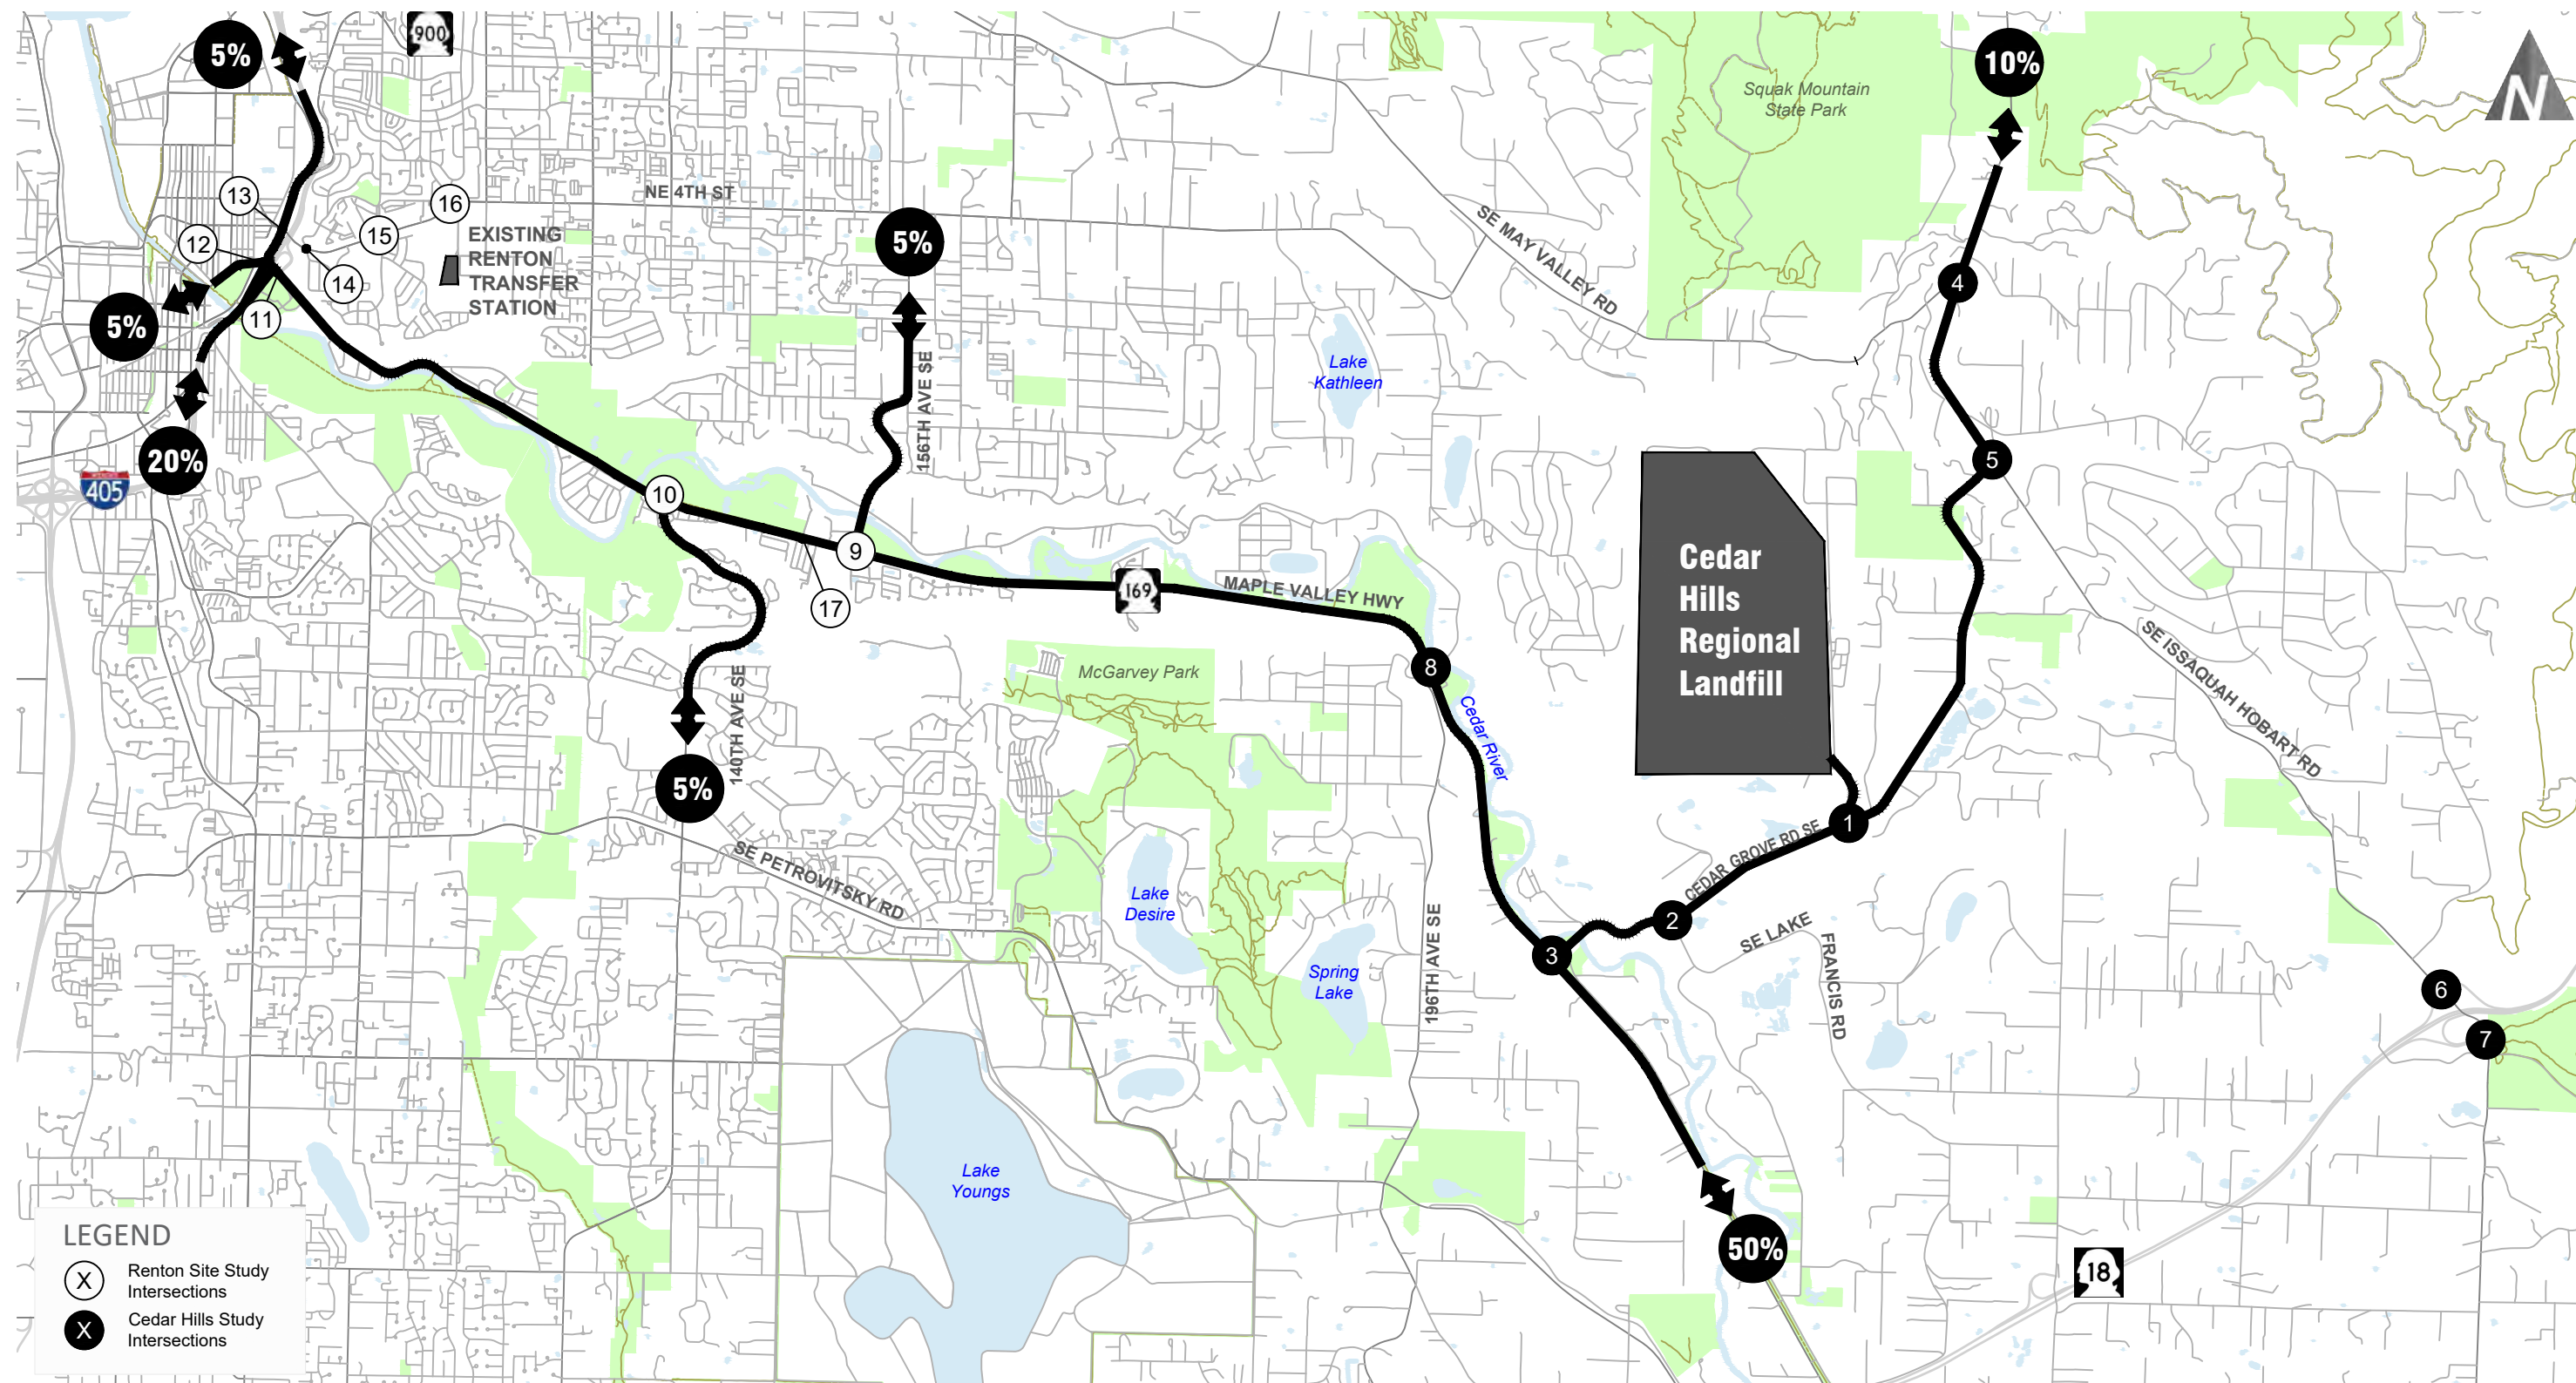 900
5%
10%
N
Squak Mountain
State Park
13
16
NE 4TH ST
12
15
EXISTING
RENTON
TRANSFER
STATION
5%
SE MAY VALLEY RD
14
4
11
5%
Lake
Kathleen
156TH AVE SE
20%
INTERSTATE
405
10
5
9
Cedar
Hills
Regional
Landfill
169
MAPLE VALLEY HWY
17
8
McGarvey Park
140TH AVE SE
Cedar River
SE ISSAQUAH HOBART RD
5%
1
CEDAR GROVE RD SE
SE PETROVITSKY RD
Lake
Desire
2
SE LAKE
FRANCIS RD
3
196TH AVE SE
Spring
Lake
6
7
Lake
Youngs
50%
18
LEGEND
X
Renton Site Study
Intersections
X
Cedar Hills Study
Intersections